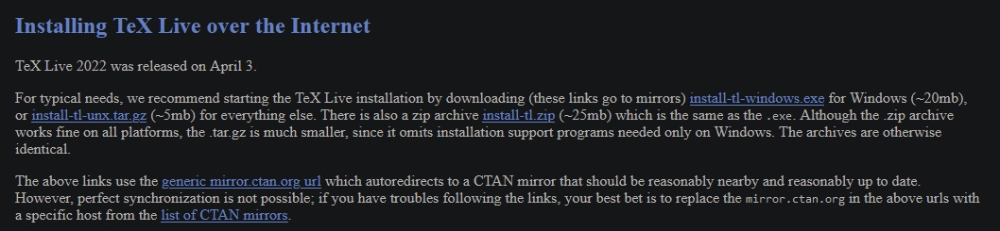 Installing TeX Live over the Internet
TeX Live 2022 was released on April 3.
For typical needs, we recommend starting the TeX Live installation by downloading (these links go to mirrors) install-tl-windows.exe for Windows (~20mb),
or install-tl-unx.tar.gz (~5mb) for everything else. There is also a zip archive install-tl.zip (~25mb) which is the same as the .exe. Although the .zip archive
works fine on all platforms, the .tar.gz is much smaller, since it omits installation support programs needed only on Windows. The archives are otherwise
identical.
The above links use the generic mirror.ctan.org url which autoredirects to a CTAN mirror that should be reasonably nearby and reasonably up to date.
However, perfect synchronization is not possible; if you have troubles following the links, your best bet is to replace the mirror.ctan.org in the above urls with
a specific host from the list of CTAN mirrors.